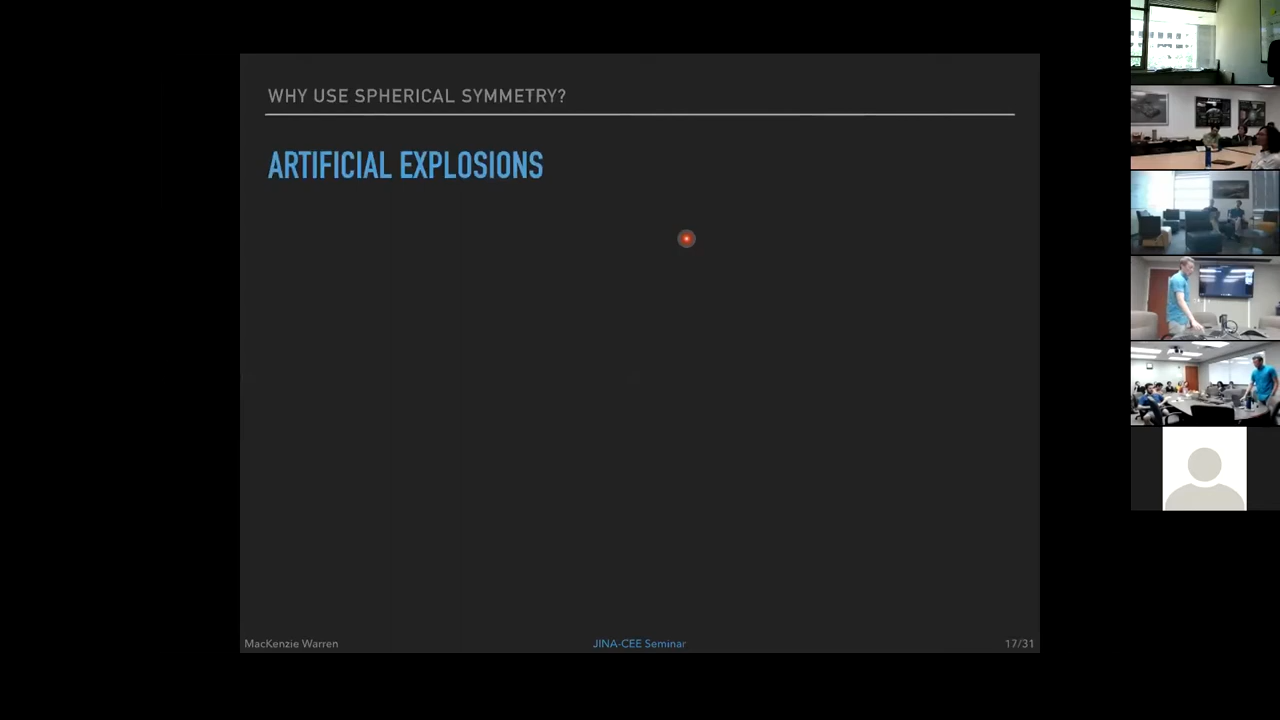 WHY USE SPHERICAL SYMMETRY?
ARTIFICIAL EXPLOSIONS
MacKenzie Warren
JINA-CEE Seminar
17/31